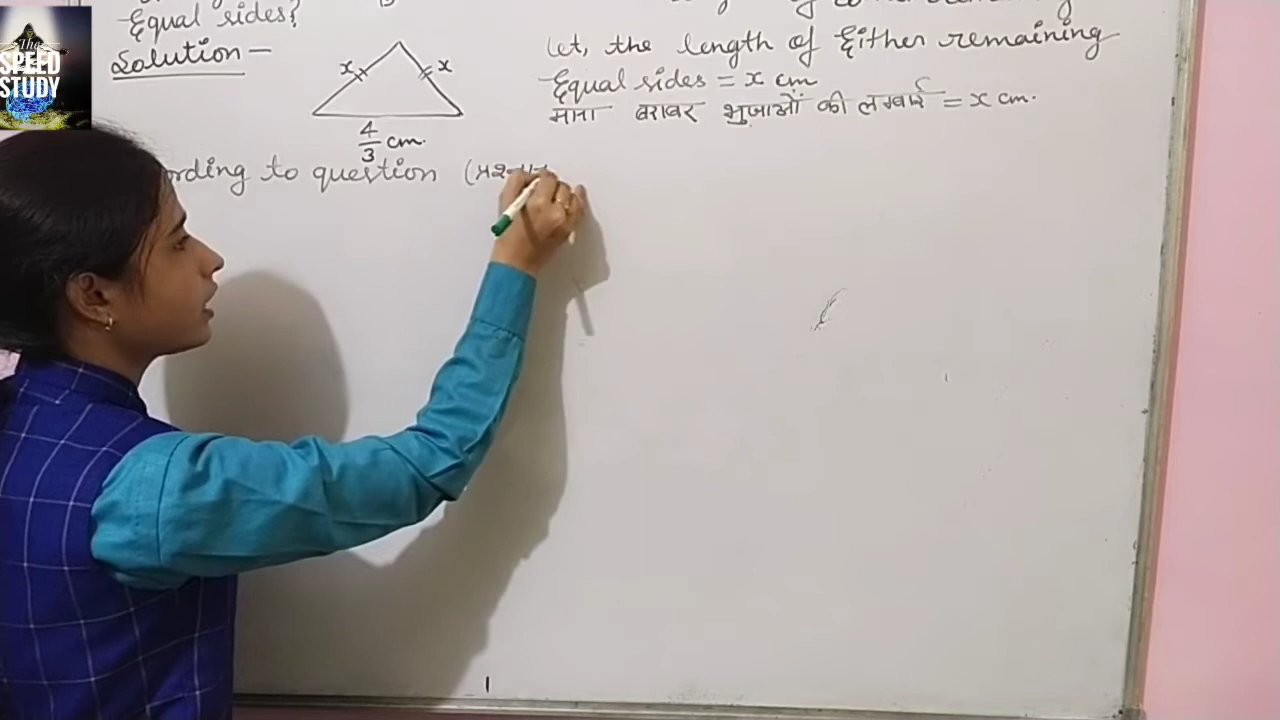 Equal sides?
Solution –
x
x
4/3 cm.
Let, the length of Either remaining
Equal sides = x cm
माना बराबर भुजाओं की लम्बाई = x cm.
ording to question (प्रश्नान
The
SPEED
STUDY